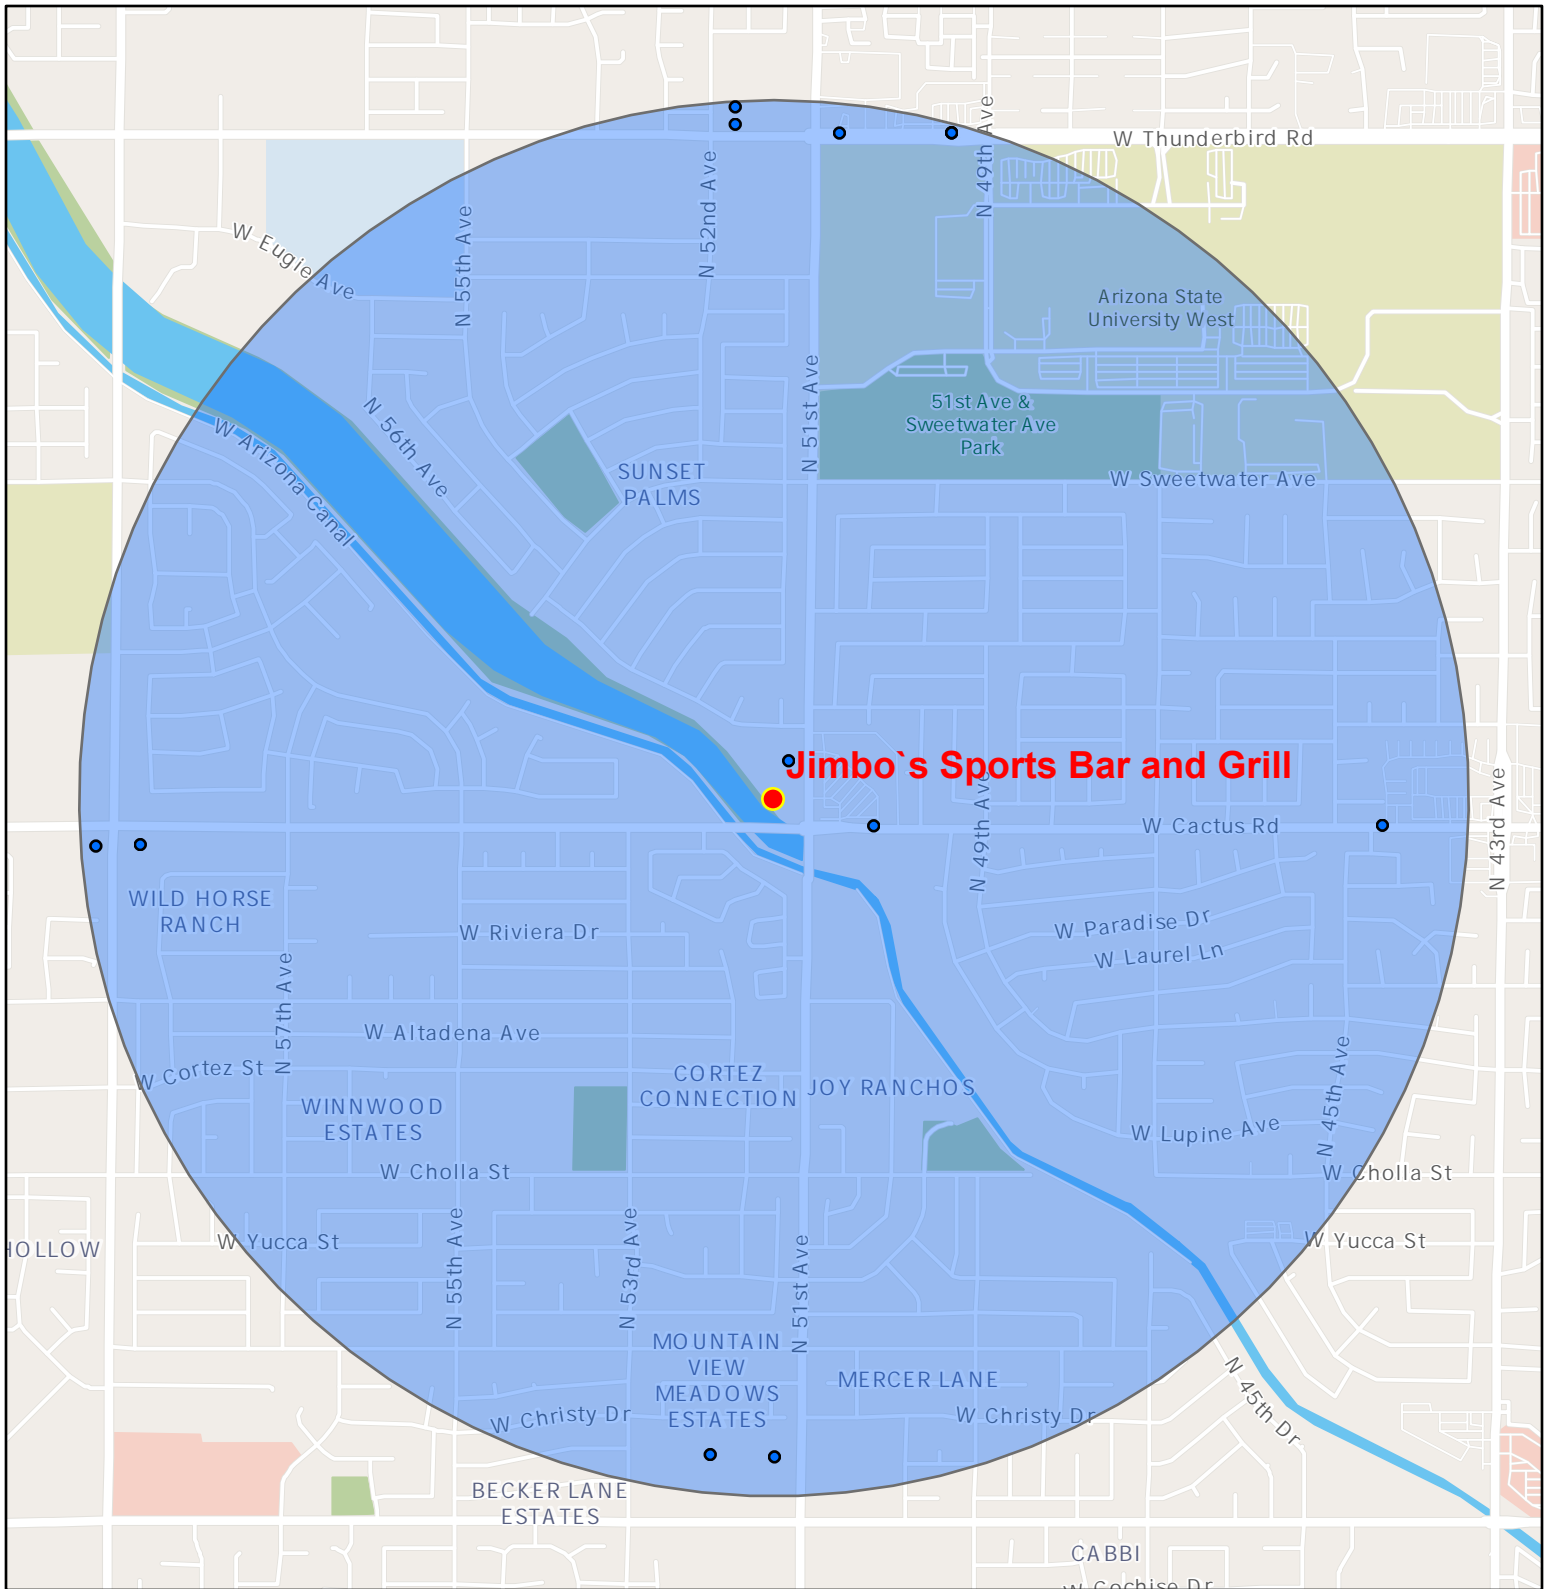 W Thunderbird Rd
N 49th Ave
N 52nd Ave
N 55th Ave
W Eugie Ave
Arizona State
University West
N 51st Ave
N 56th Ave
51st Ave &
Sweetwater Ave
Park
W Arizona Canal
SUNSET
PALMS
W Sweetwater Ave
Jimbo`s Sports Bar and Grill
N 49th Ave
W Cactus Rd
N 43rd Ave
WILD HORSE
RANCH
W Riviera Dr
W Paradise Dr
W Laurel Ln
N 57th Ave
W Altadena Ave
W Cortez St
CORTEZ
CONNECTION
JOY RANCHOS
N 45th Ave
WINNWOOD
ESTATES
W Lupine Ave
W Cholla St
W Cholla St
HOLLOW
W Yucca St
N 55th Ave
N 53rd Ave
N 51st Ave
W Yucca St
MOUNTAIN
VIEW
MEADOWS
ESTATES
MERCER LANE
N 45th Dr
W Christy Dr
W Christy Dr
BECKER LANE
ESTATES
CABBI
W Cochise Dr